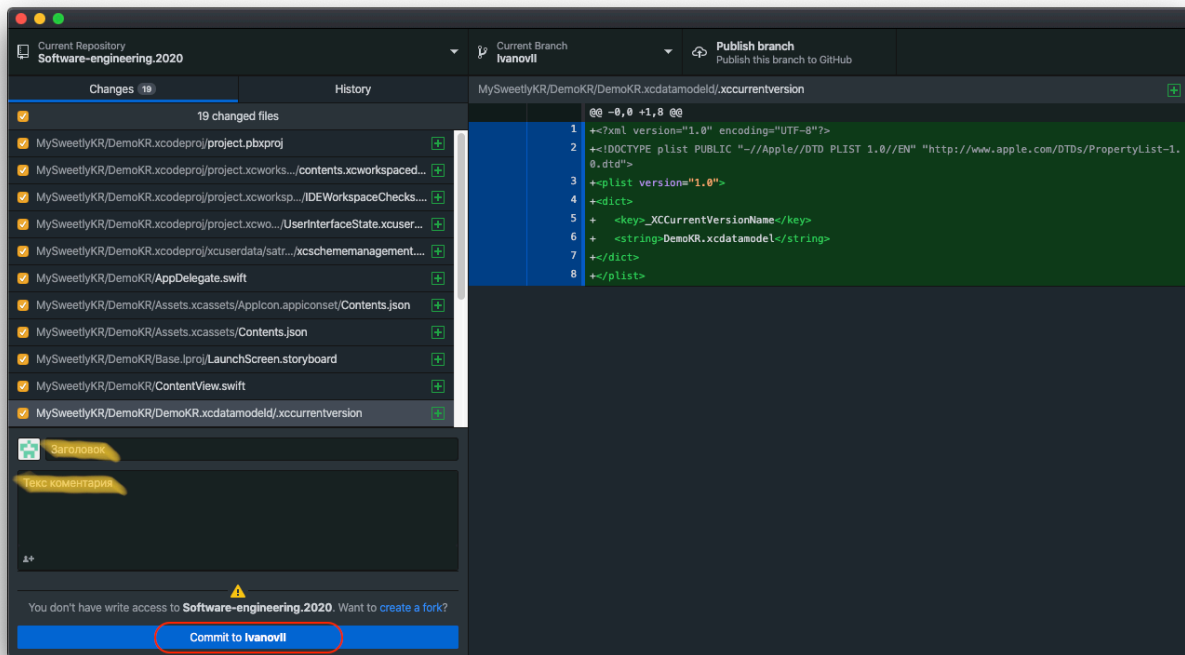 Current Repository
Software-engineering.2020
Current Branch
IvanovII
Publish branch
Publish this branch to GitHub
Changes 19
History
19 changed files
MySweetlyKR/DemoKR.xcodeproj/project.pbxproj
MySweetlyKR/DemoKR.xcodeproj/project.xcworks.../contents.xcworkspaced...
MySweetlyKR/DemoKR.xcodeproj/project.xcworksp.../IDEWorkspaceChecks....
MySweetlyKR/DemoKR.xcodeproj/project.xcwo.../UserInterfaceState.xcuser...
MySweetlyKR/DemoKR.xcodeproj/xcuserdata/satr.../xcschememanagement....
MySweetlyKR/DemoKR/AppDelegate.swift
MySweetlyKR/DemoKR/Assets.xcassets/AppIcon.appiconset/Contents.json
MySweetlyKR/DemoKR/Assets.xcassets/Contents.json
MySweetlyKR/DemoKR/Base.lproj/LaunchScreen.storyboard
MySweetlyKR/DemoKR/ContentView.swift
MySweetlyKR/DemoKR/DemoKR.xcdatamodeld/.xccurrentversion
Заголовок
Текс коментария
You don't have write access to Software-engineering.2020. Want to create a fork?
Commit to IvanovII
MySweetlyKR/DemoKR/DemoKR.xcdatamodeld/.xccurrentversion
@@ -0,0 +1,8 @@
1 +<?xml version="1.0" encoding="UTF-8"?>
2 +<!DOCTYPE plist PUBLIC "-//Apple//DTD PLIST 1.0//EN" "http://www.apple.com/DTDs/PropertyList-1.
0.dtd">
3 +<plist version="1.0">
4 +<dict>
5 + <key>_XCCurrentVersionName</key>
6 + <string>DemoKR.xcdatamodel</string>
7 +</dict>
8 +</plist>